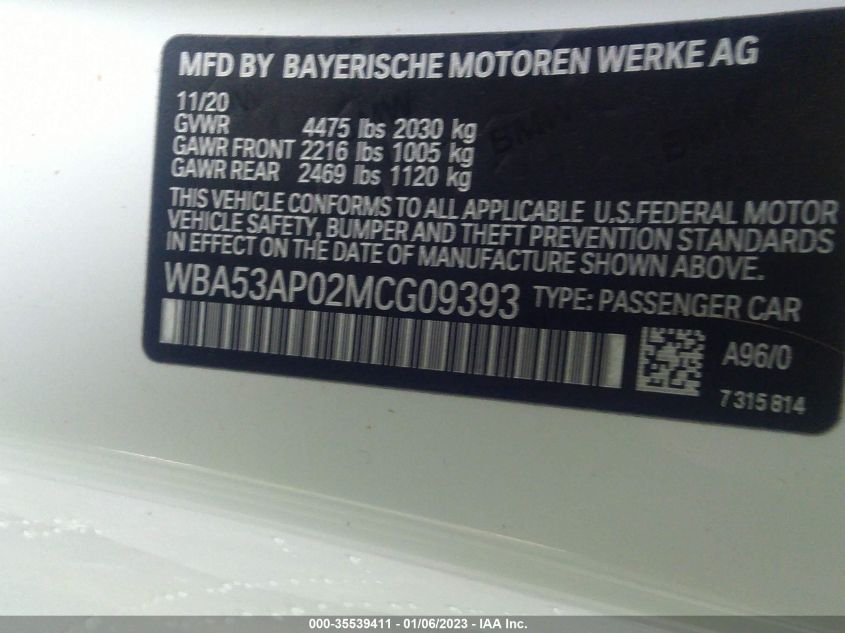 MFD BY BAYERISCHE MOTOREN WERKE AG
11/20
GVWR 4475 lbs 2030 kg
GAWR FRONT 2216 lbs 1005 kg
GAWR REAR 2469 lbs 1120 kg
THIS VEHICLE CONFORMS TO ALL APPLICABLE U.S.FEDERAL MOTOR
VEHICLE SAFETY, BUMPER AND THEFT PREVENTION STANDARDS
IN EFFECT ON THE DATE OF MANUFACTURE SHOWN ABOVE.
WBA53AP02MCG09393 TYPE: PASSENGER CAR
A96/0
7315814
000-35539411 - 01/06/2023 - IAA Inc.